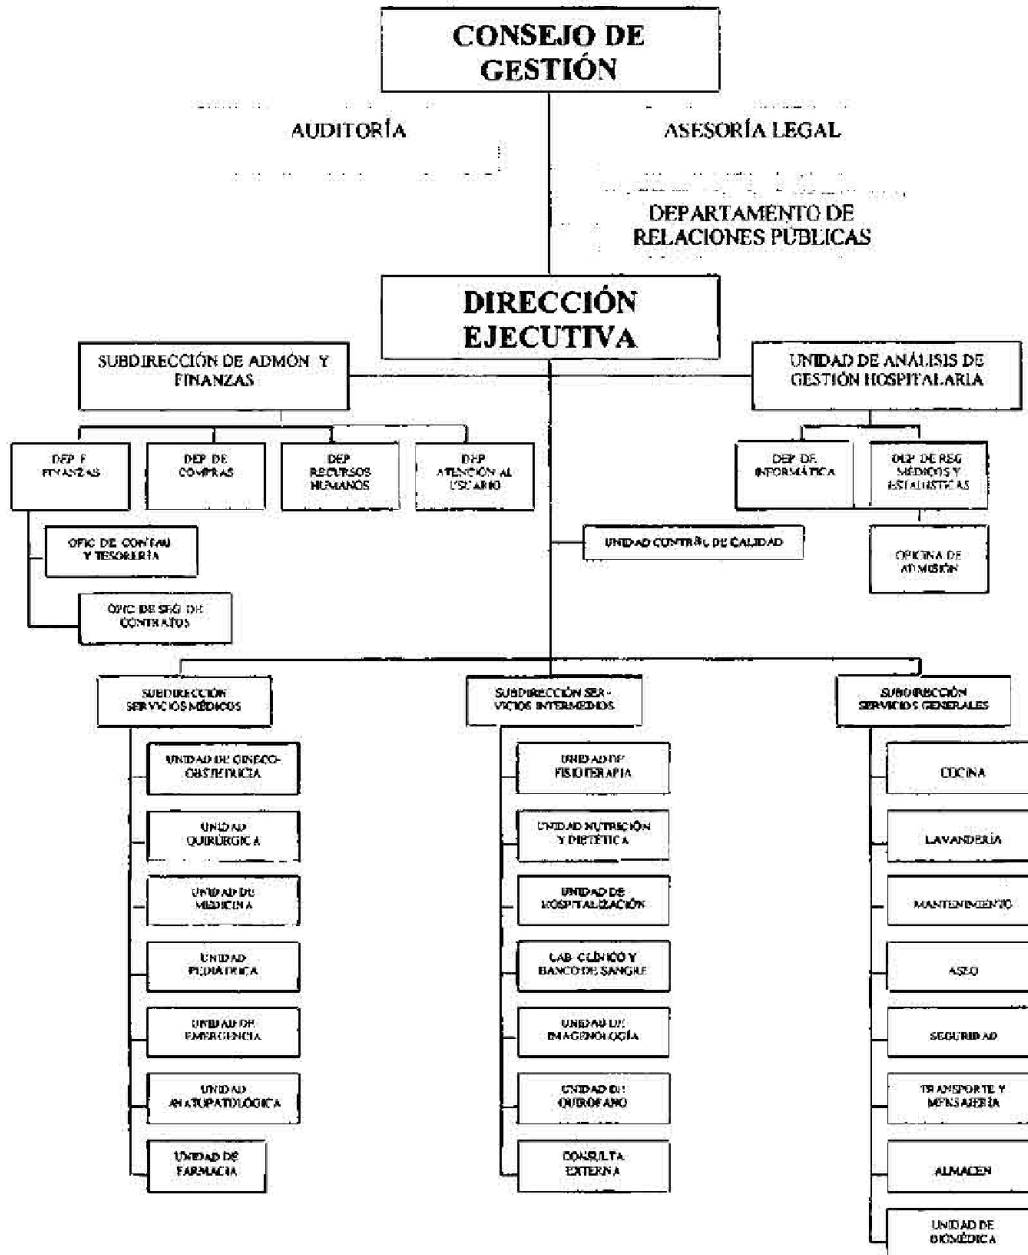 CONSEJO DE
GESTIÓN
AUDITORÍA
ASESORÍA LEGAL
DEPARTAMENTO DE
RELACIONES PÚBLICAS
DIRECCIÓN
EJECUTIVA
SUBDIRECCIÓN DE ADMÓN Y
FINANZAS
UNIDAD DE ANÁLISIS DE
GESTIÓN HOSPITALARIA
DEP
FINANZAS
DEP DE
COMPRAS
DEP
RECURSOS
HUMANOS
DEP
ATENCIÓN AL
USUARIO
DEP DE
INFORMÁTICA
DEP DE REG
MÉDICOS Y
ESTADÍSTICAS
OFIC DE CONTAB
Y TESORERÍA
UNIDAD CONTROL DE CALIDAD
OFICINA DE
ADMISIÓN
OFIC DE SEG DE
CONTRATOS
SUBDIRECCIÓN
SERVICIOS MÉDICOS
SUBDIRECCIÓN SER-
VICIOS INTERMEDIOS
SUBDIRECCIÓN
SERVICIOS GENERALES
UNIDAD DE GINECO-
OBSTETRICIA
UNIDAD DE
FISIOTERAPIA
COCINA
UNIDAD
QUIRÚRGICA
UNIDAD NUTRICIÓN
Y DIETÉTICA
LAVANDERÍA
UNIDAD DE
MEDICINA
UNIDAD DE
HOSPITALIZACIÓN
MANTENIMIENTO
UNIDAD
PEDIÁTRICA
LAB CLÍNICO Y
BANCO DE SANGRE
ASEO
UNIDAD DE
EMERGENCIA
UNIDAD DE
IMAGENOLOGÍA
SEGURIDAD
UNIDAD
ANATOPATOLÓGICA
UNIDAD DE
QUIRÓFANO
TRANSPORTE Y
MENSAJERÍA
UNIDAD DE
FARMACIA
CONSULTA
EXTERNA
ALMACEN
UNIDAD DE
BIOMÉDICA